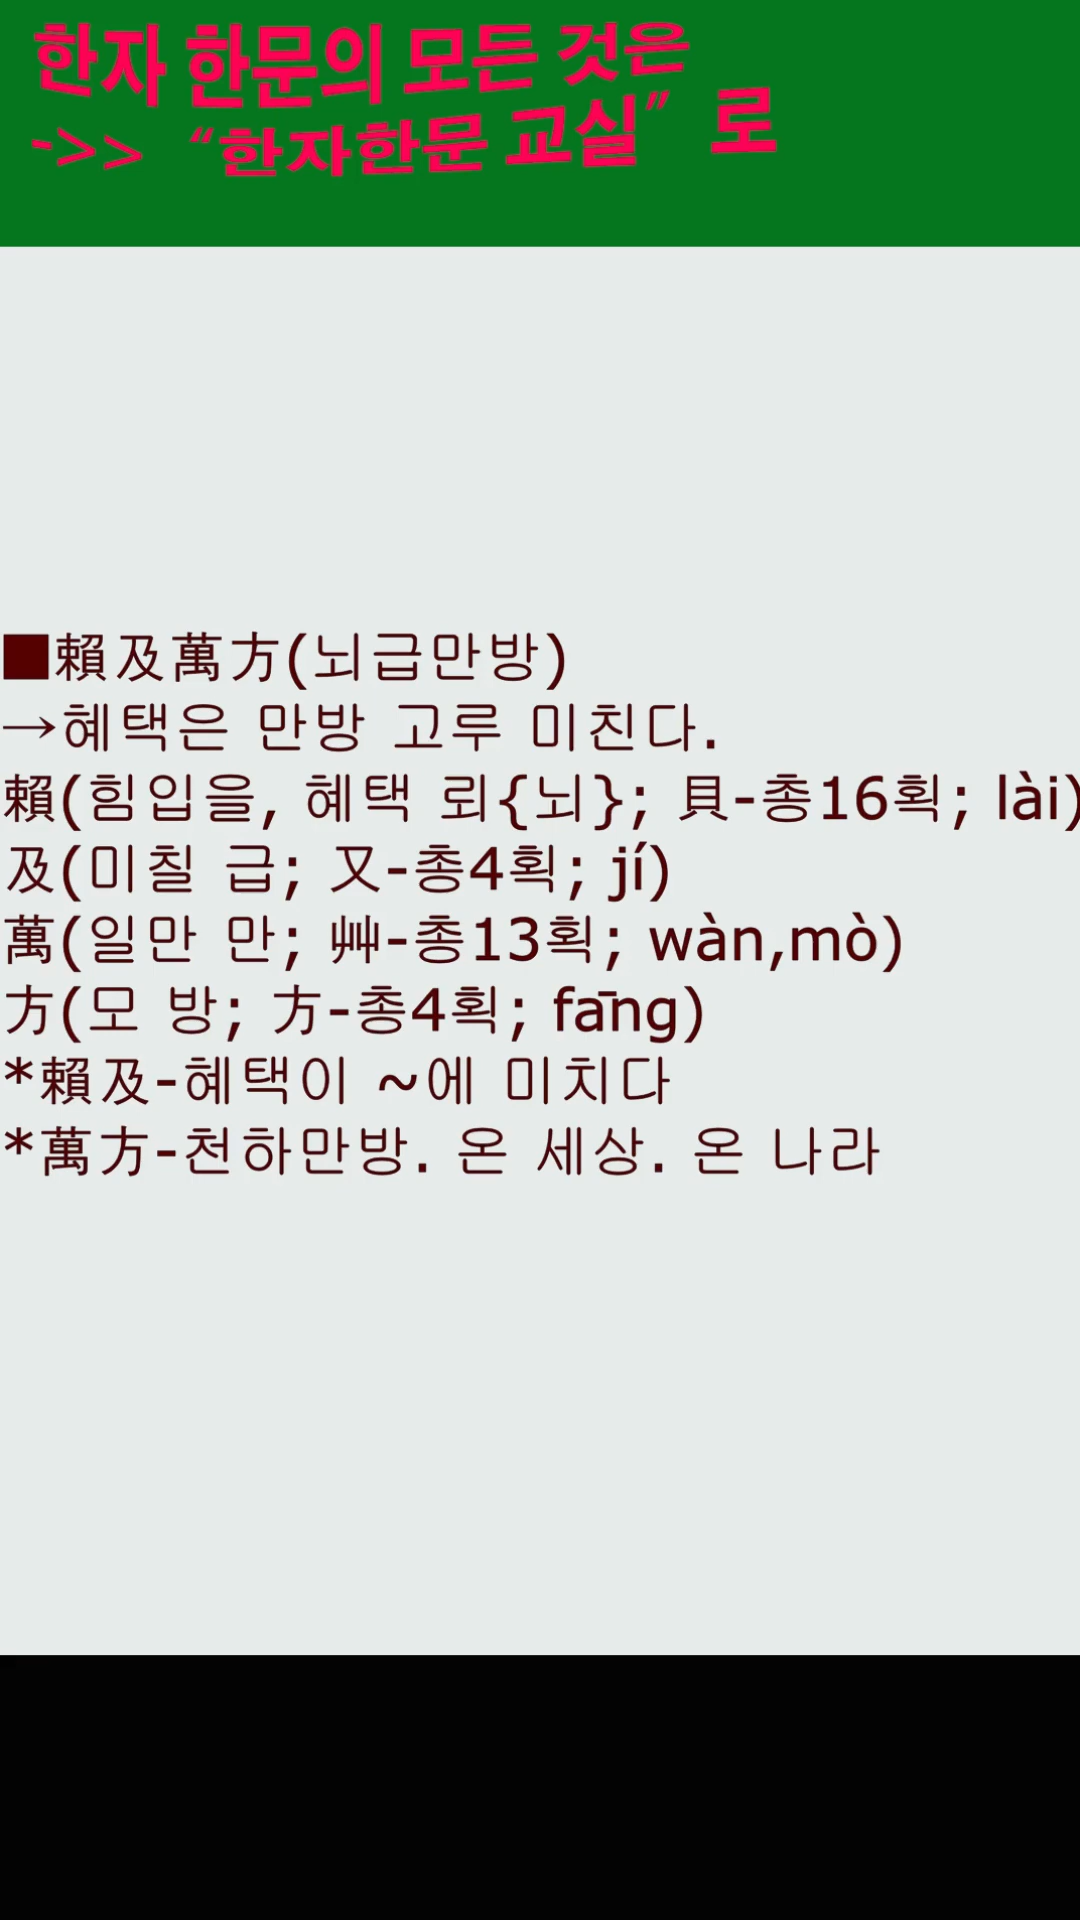 한자 한문의 모든 것은
->> “한자한문 교실” 로
■賴及萬方(뇌급만방)
→혜택은 만방 고루 미친다.
賴(힘입을, 혜택 뢰{뇌}; 貝-총16획; lài)
及(미칠 급; 又-총4획; jí)
萬(일만 만; 艸-총13획; wàn,mò)
方(모 방; 方-총4획; fāng)
*賴及-혜택이 ~에 미치다
*萬方-천하만방. 온 세상. 온 나라